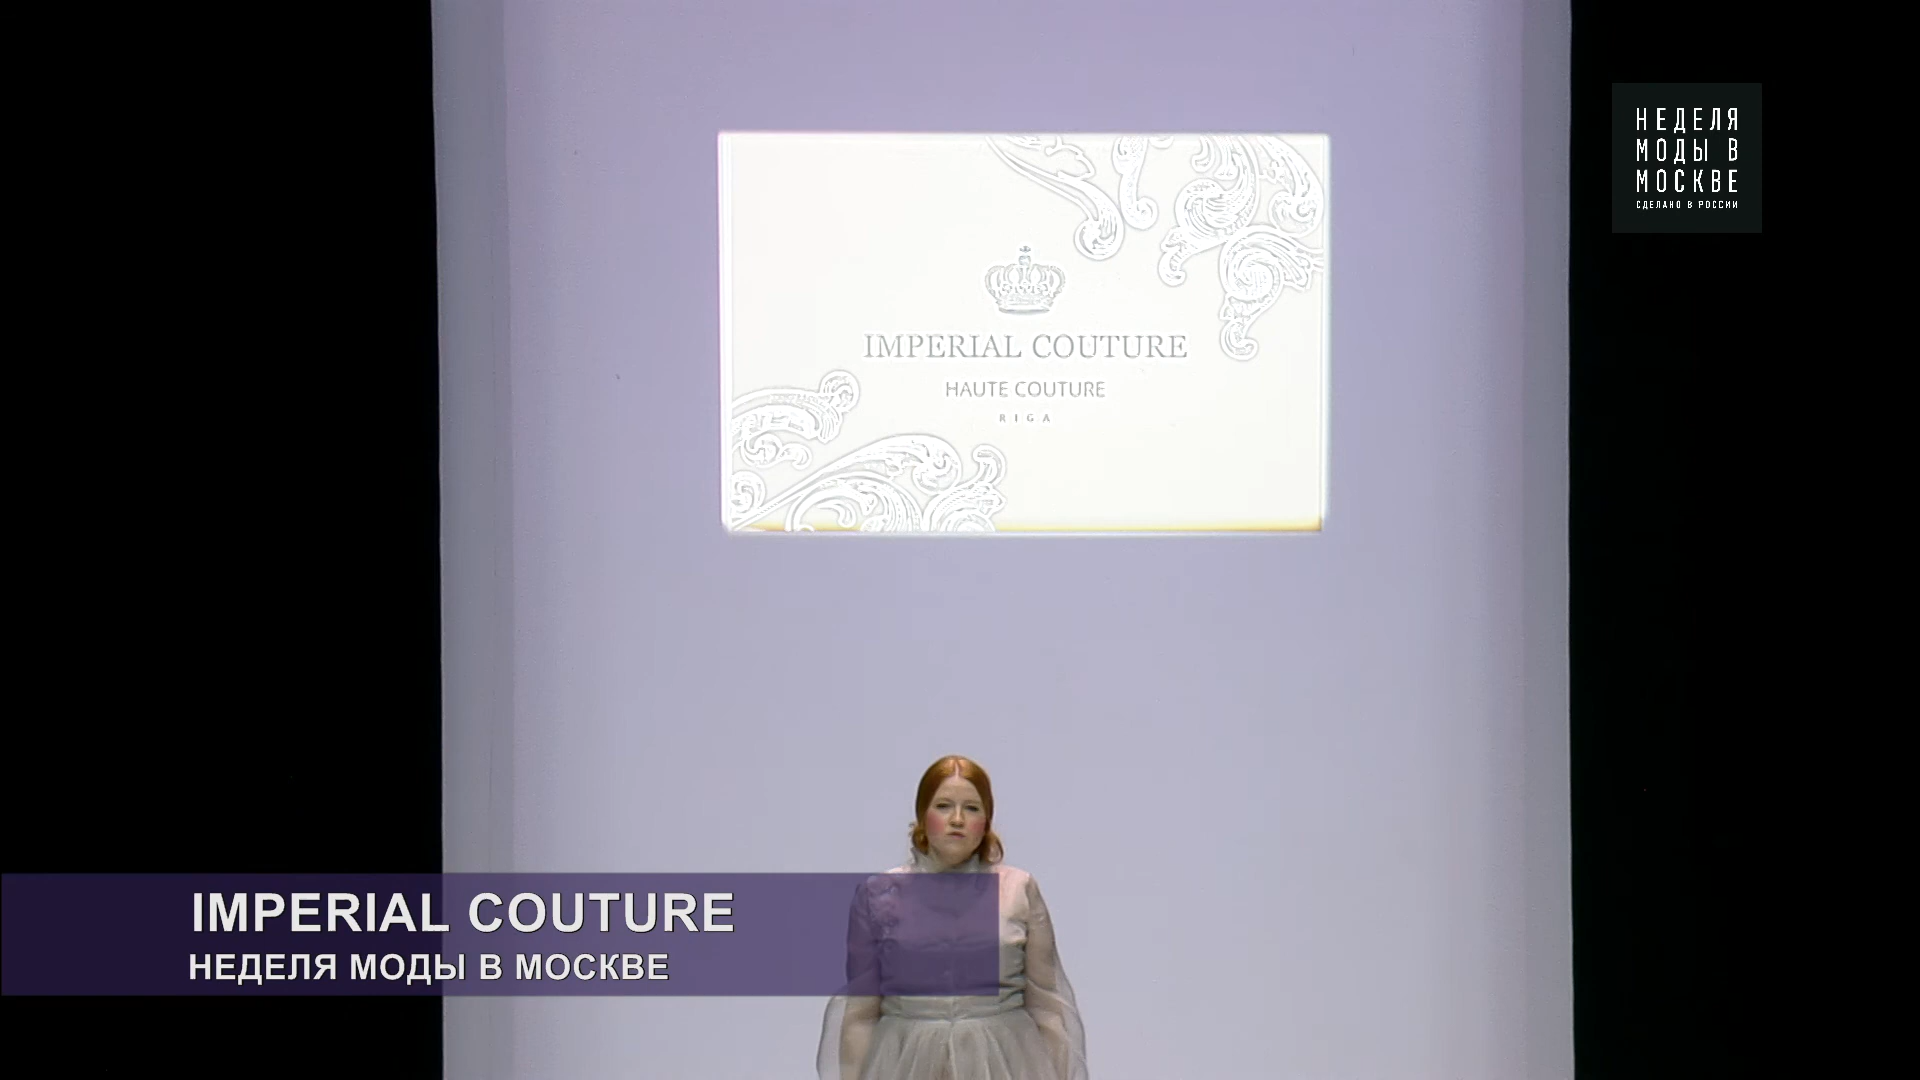 НЕДЕЛЯ
МОДЫ В
МОСКВЕ
СДЕЛАНО В РОССИИ
IMPERIAL COUTURE
HAUTE COUTURE
RIGA
IMPERIAL COUTURE
НЕДЕЛЯ МОДЫ В МОСКВЕ